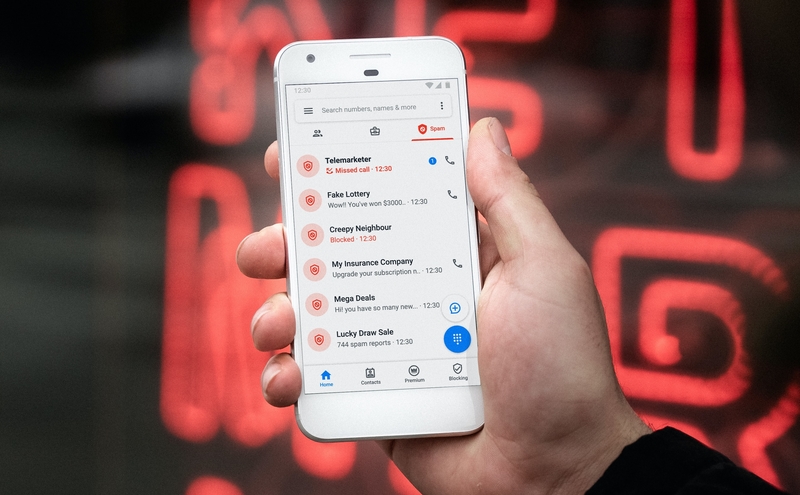 12:30
Search numbers, names & more
Spam
Telemarketer
Missed call · 12:30
1
Fake Lottery
Wow!! You've won $3000.. · 12:30
Creepy Neighbour
Blocked · 12:30
My Insurance Company
Upgrade your subscription n.. · 12:30
Mega Deals
Hi! you have so many new... · 12:30
Lucky Draw Sale
744 spam reports · 12:30
Home
Contacts
Premium
Blocking